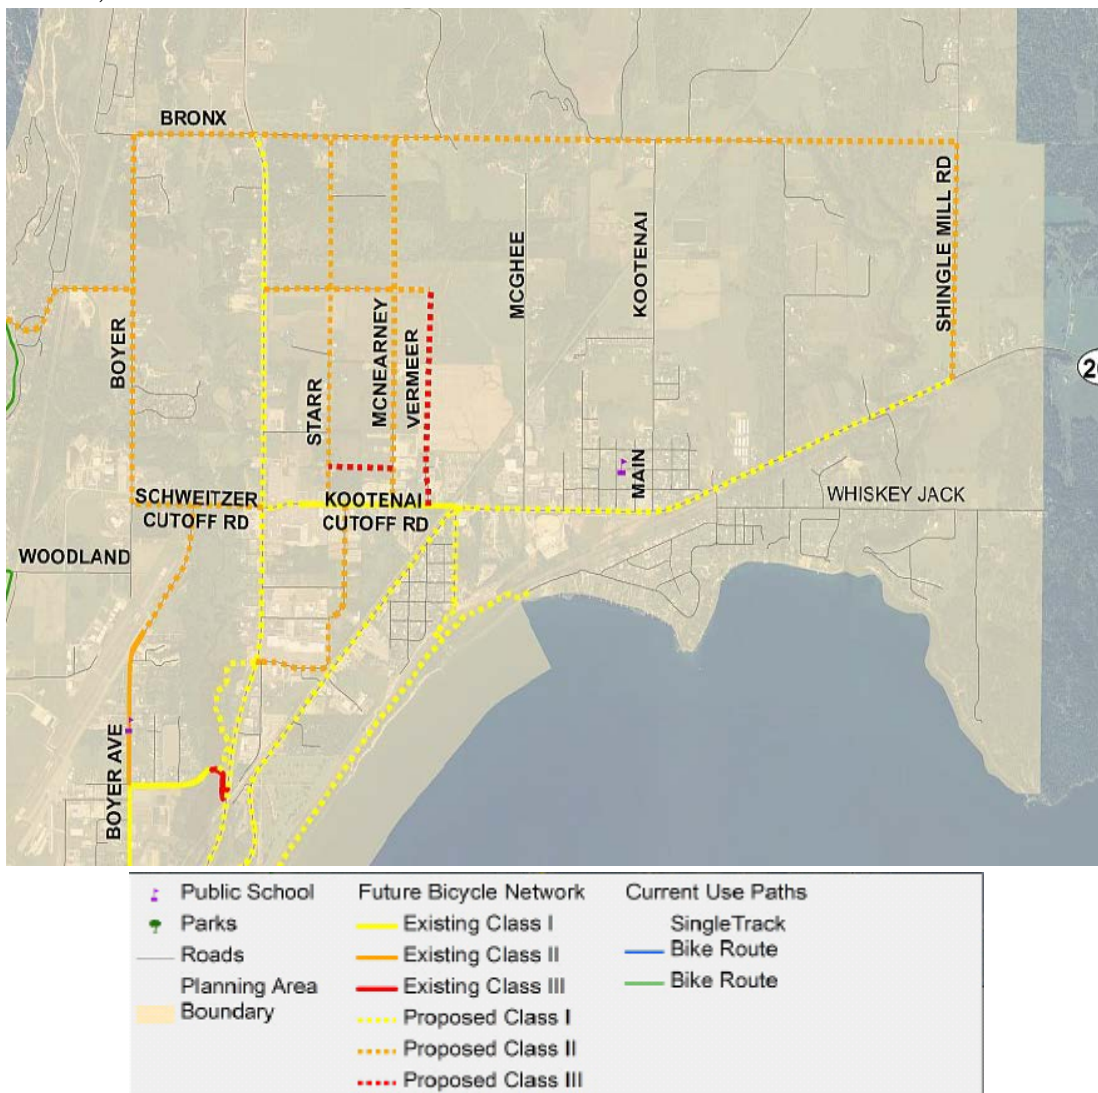 BRONX
SHINGLE MILL RD
KOOTENAI
MCGHEE
BOYER
MCNEARNEY
VERMEER
STARR
MAIN
SCHWEITZER
CUTOFF RD
KOOTENAI
CUTOFF RD
WHISKEY JACK
WOODLAND
BOYER AVE
Public School
Parks
Roads
Planning Area
Boundary
Future Bicycle Network
Existing Class I
Existing Class II
Existing Class III
Proposed Class I
Proposed Class II
Proposed Class III
Current Use Paths
SingleTrack
Bike Route
Bike Route